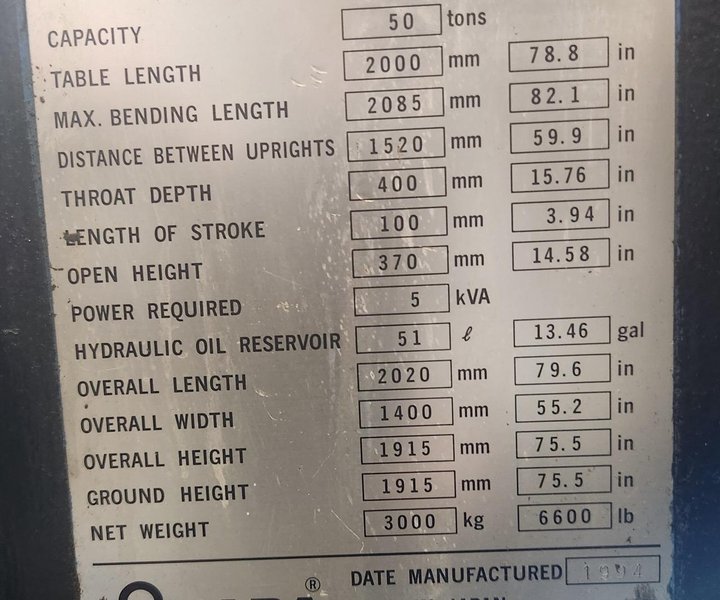 CAPACITY 50 tons
TABLE LENGTH 2000 mm 78.8 in
MAX. BENDING LENGTH 2085 mm 82.1 in
DISTANCE BETWEEN UPRIGHTS 1520 mm 59.9 in
THROAT DEPTH 400 mm 15.76 in
LENGTH OF STROKE 100 mm 3.94 in
OPEN HEIGHT 370 mm 14.58 in
POWER REQUIRED 5 kVA
HYDRAULIC OIL RESERVOIR 51 ℓ 13.46 gal
OVERALL LENGTH 2020 mm 79.6 in
OVERALL WIDTH 1400 mm 55.2 in
OVERALL HEIGHT 1915 mm 75.5 in
GROUND HEIGHT 1915 mm 75.5 in
NET WEIGHT 3000 kg 6600 lb
® DATE MANUFACTURED
JAPAN